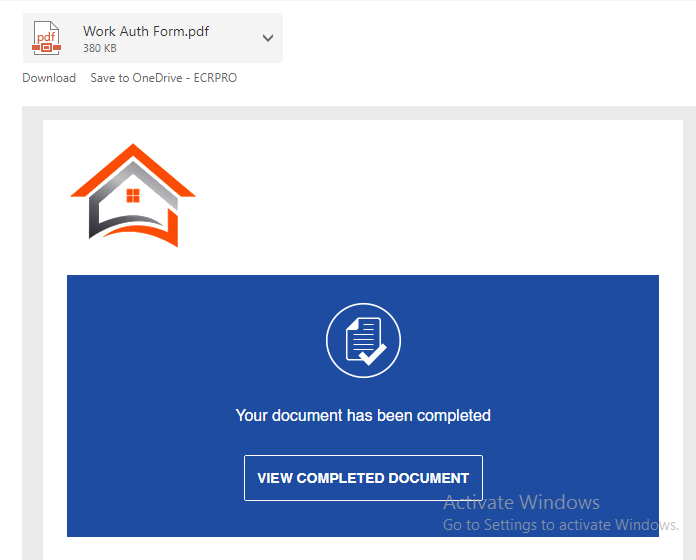 pdf
Work Auth Form.pdf
380 KB
Download Save to OneDrive - ECRPRO
Your document has been completed
VIEW COMPLETED DOCUMENT
Activate Windows
Go to Settings to activate Windows.